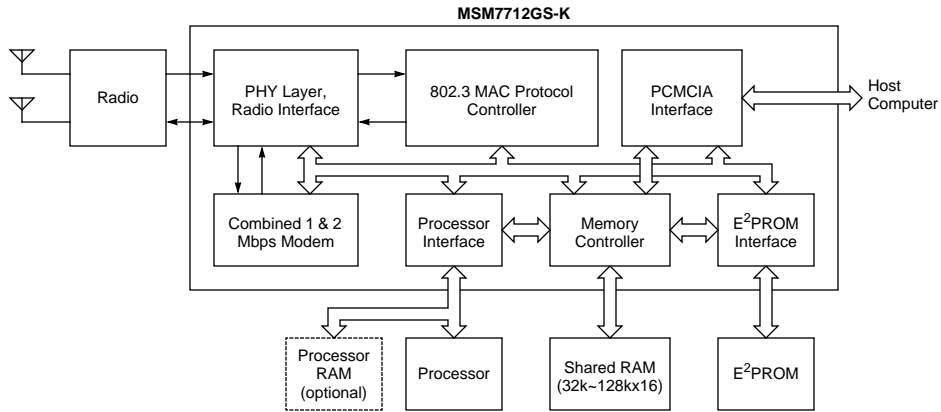 MSM7712GS-K
Radio
PHY Layer,
Radio Interface
802.3 MAC Protocol
Controller
PCMCIA
Interface
Host
Computer
Combined 1 & 2
Mbps Modem
Processor
Interface
Memory
Controller
E²PROM
Interface
Processor
RAM
(optional)
Processor
Shared RAM
(32k~128kx16)
E²PROM